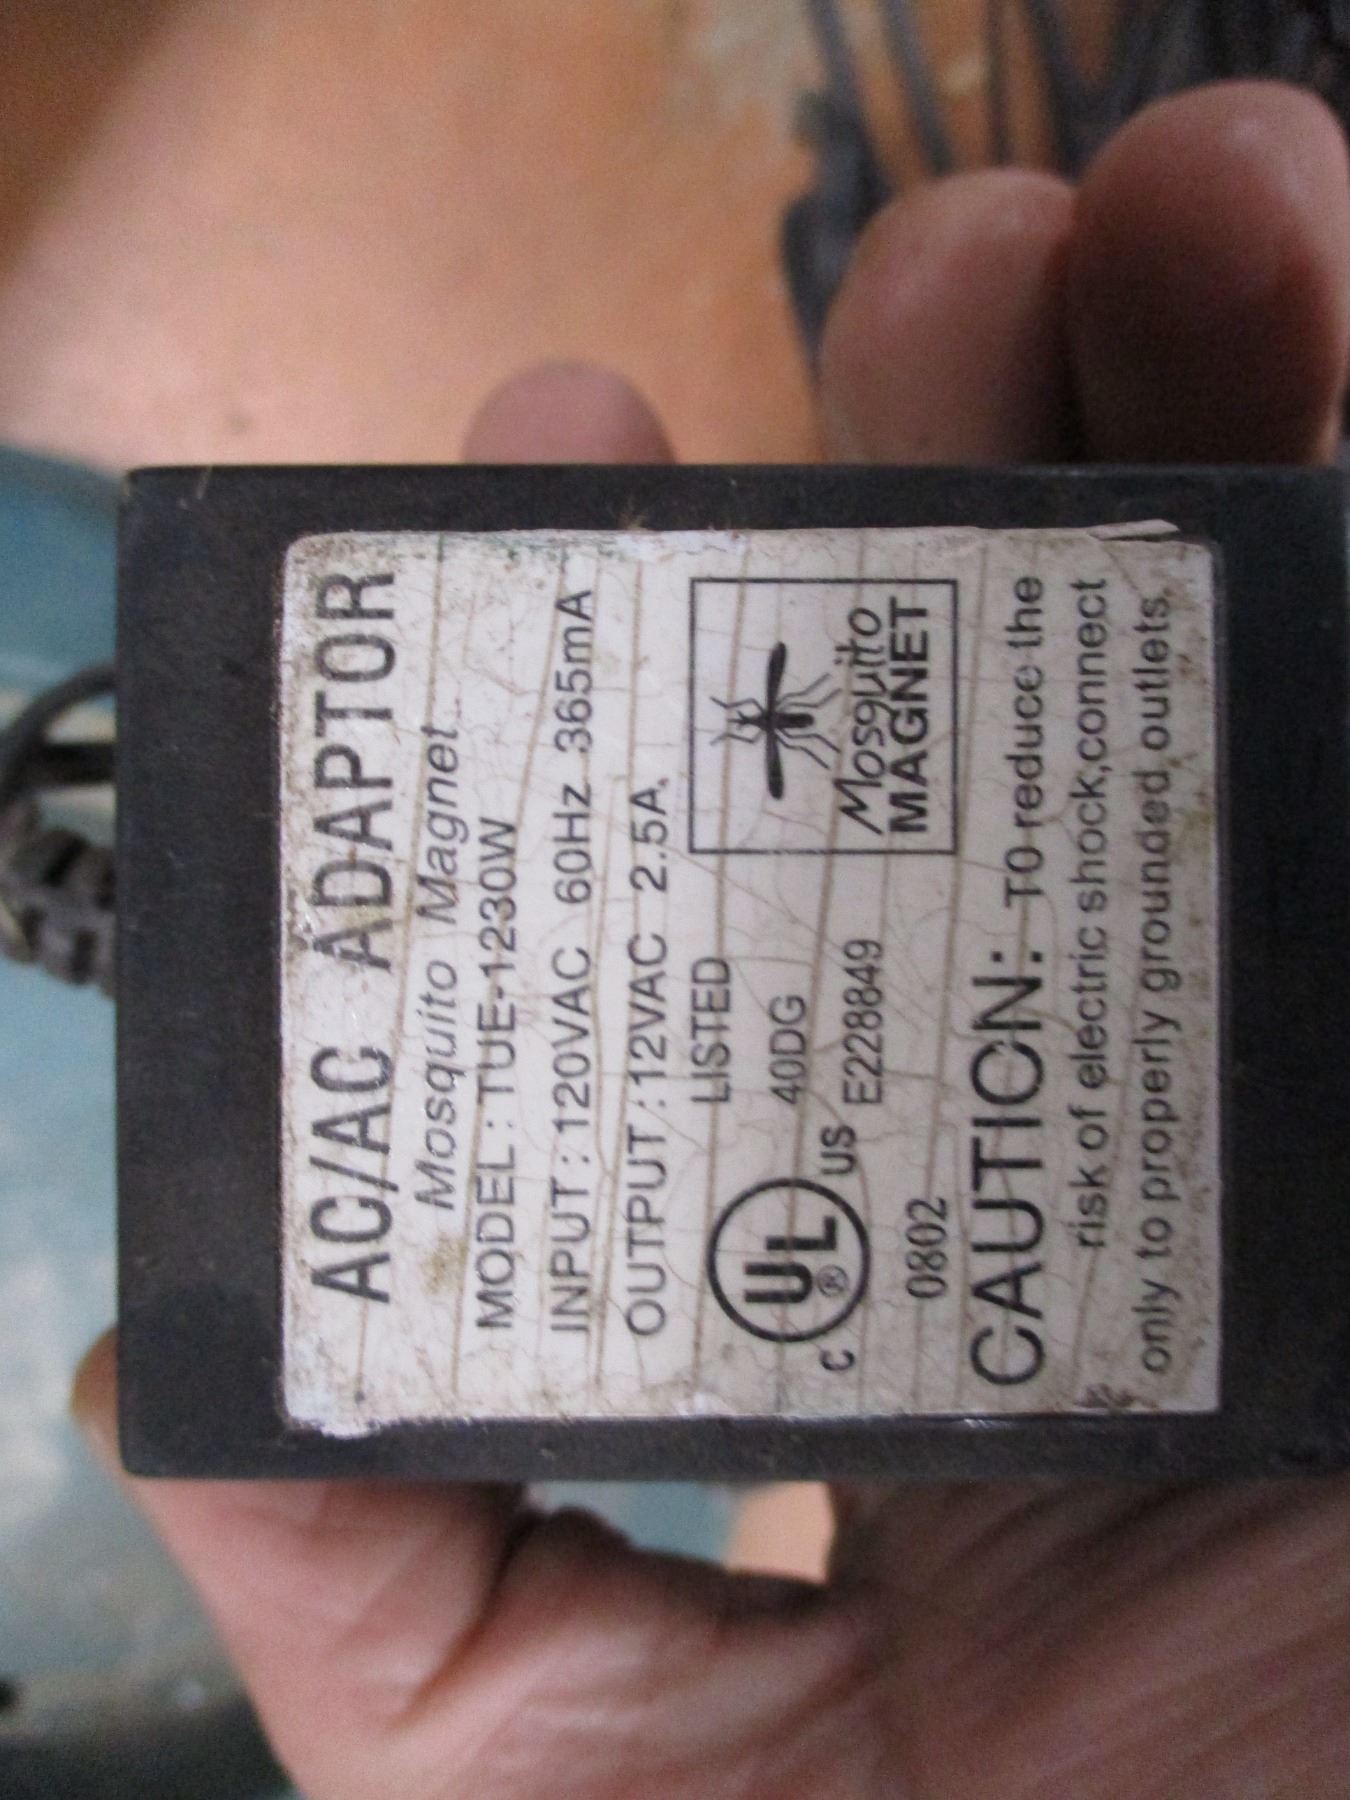 AC/AC ADAPTOR
Mosquito Magnet
MODEL : TUE-1230W
INPUT : 120VAC 60Hz 365mA
OUTPUT : 12VAC 2.5A
LISTED
40DG
E228849
C UL ® US
0802
Mosquito
MAGNET
CAUTION: TO reduce the
risk of electric shock,connect
only to properly grounded outlets.